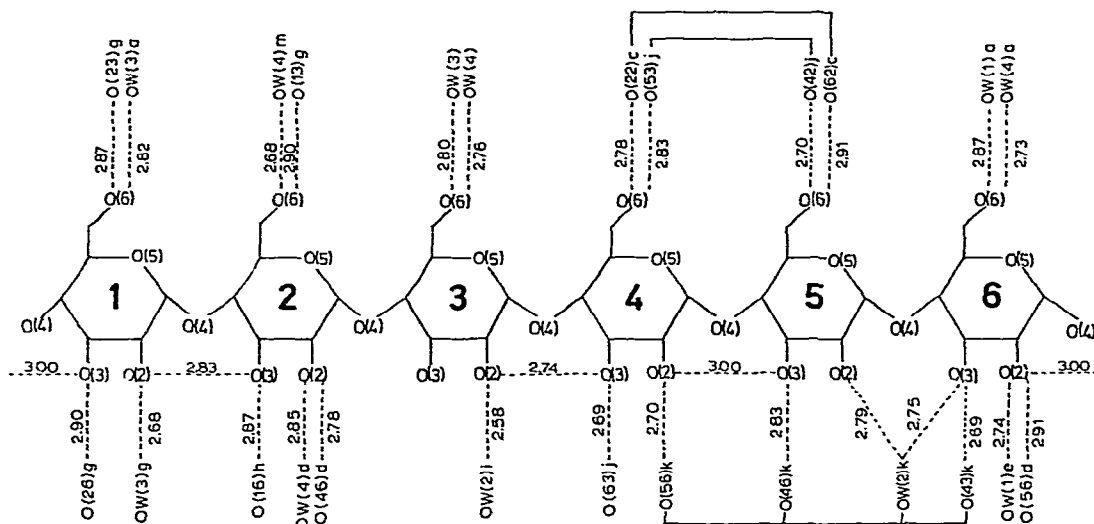 O(23)g OW(3)a OW(4)m O(13)g OW(3) OW(4) O(22)c O(53)j O(42)j O(62)c OW(1)a OW(4)a
2.87 2.82 2.68 2.90 2.80 2.76 2.78 2.83 2.70 2.91 2.87 2.73
O(6) O(6) O(6) O(6) O(6) O(6)
O(5) O(5) O(5) O(5) O(5) O(5)
1 2 3 4 5 6
O(4) O(4) O(4) O(4) O(4) O(4) O(4)
3.00 O(3) O(2) 2.83 O(3) O(2) O(3) O(2) 2.74 O(3) O(2) 3.00 O(3) O(2) O(3) O(2) 3.00
2.90 2.68 2.87 2.85 2.78 2.58 2.69 2.70 2.83 2.79 2.75 2.69 2.74 2.91
O(26)g OW(3)g O(16)h OW(4)d O(46)d OW(2)i O(63)j O(56)k O(46)k OW(2)k O(43)k OW(1)e O(56)d